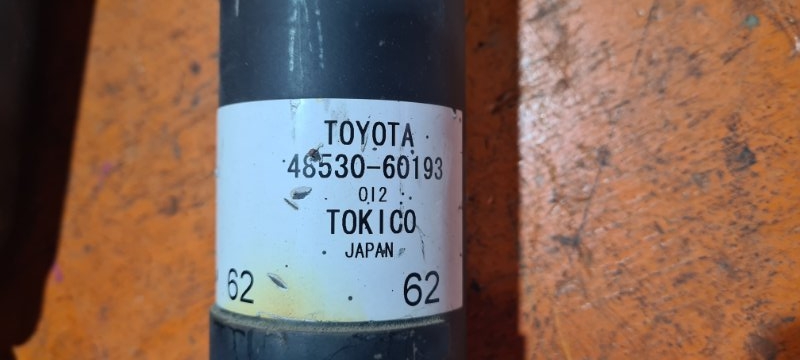 TOYOTA
48530-60193
012
TOKICO
JAPAN
62 62